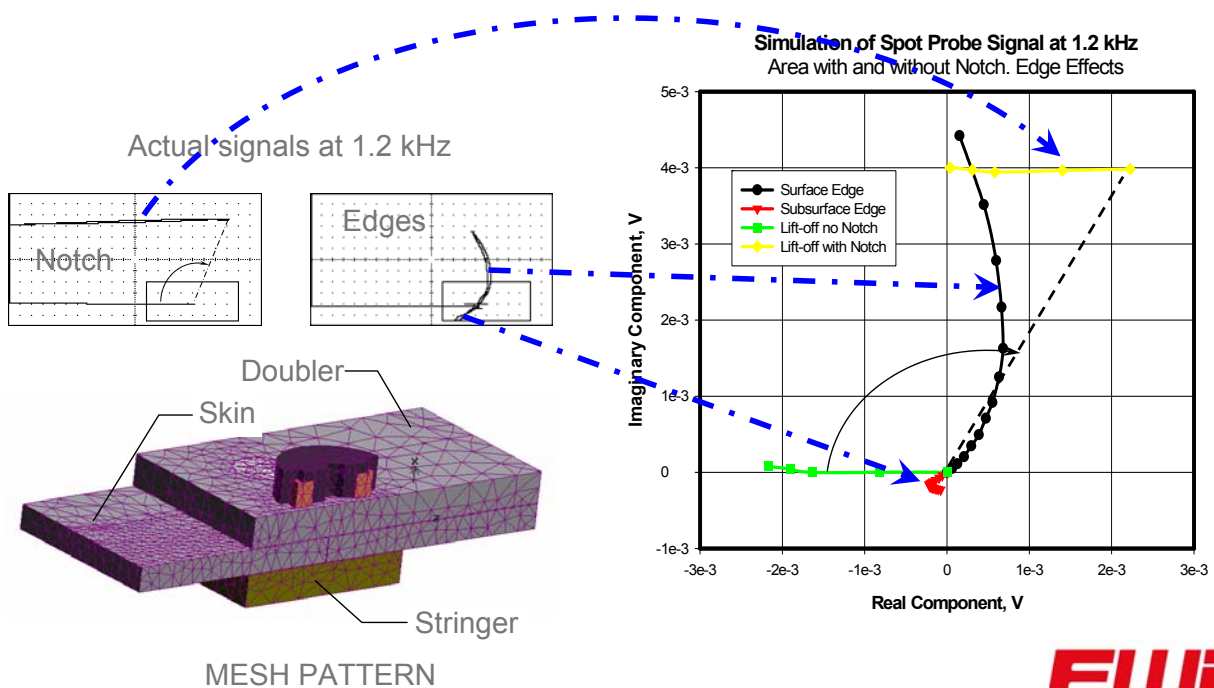 Simulation of Spot Probe Signal at 1.2 kHz
Area with and without Notch. Edge Effects
Actual signals at 1.2 kHz
Notch
Edges
Doubler
Skin
Stringer
MESH PATTERN
5e-3
4e-3
3e-3
2e-3
1e-3
0
-1e-3
Imaginary Component, V
Surface Edge
Subsurface Edge
Lift-off no Notch
Lift-off with Notch
-3e-3 -2e-3 -1e-3 0 1e-3 2e-3 3e-3
Real Component, V